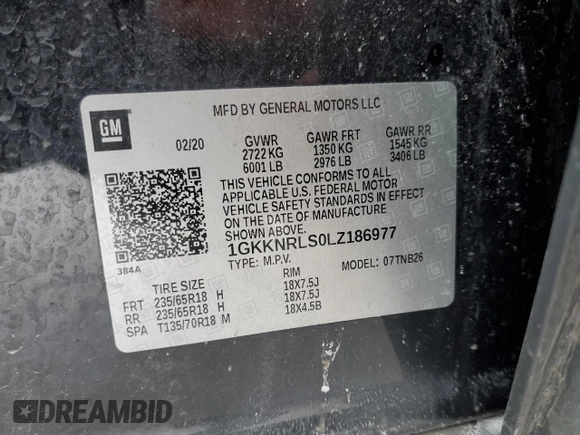 MFD BY GENERAL MOTORS LLC
GM
02/20 GVWR GAWR FRT GAWR RR
2722 KG 1350 KG 1545 KG
6001 LB 2976 LB 3406 LB
THIS VEHICLE CONFORMS TO ALL
APPLICABLE U.S. FEDERAL MOTOR
VEHICLE SAFETY STANDARDS IN EFFECT
ON THE DATE OF MANUFACTURE
SHOWN ABOVE.
384A
1GKKNRLS0LZ186977
TYPE: M.P.V. MODEL: 07TNB26
TIRE SIZE RIM
FRT 235/65R18 H 18X7.5J
RR 235/65R18 H 18X7.5J
SPA T135/70R18 M 18X4.5B
DREAMBID